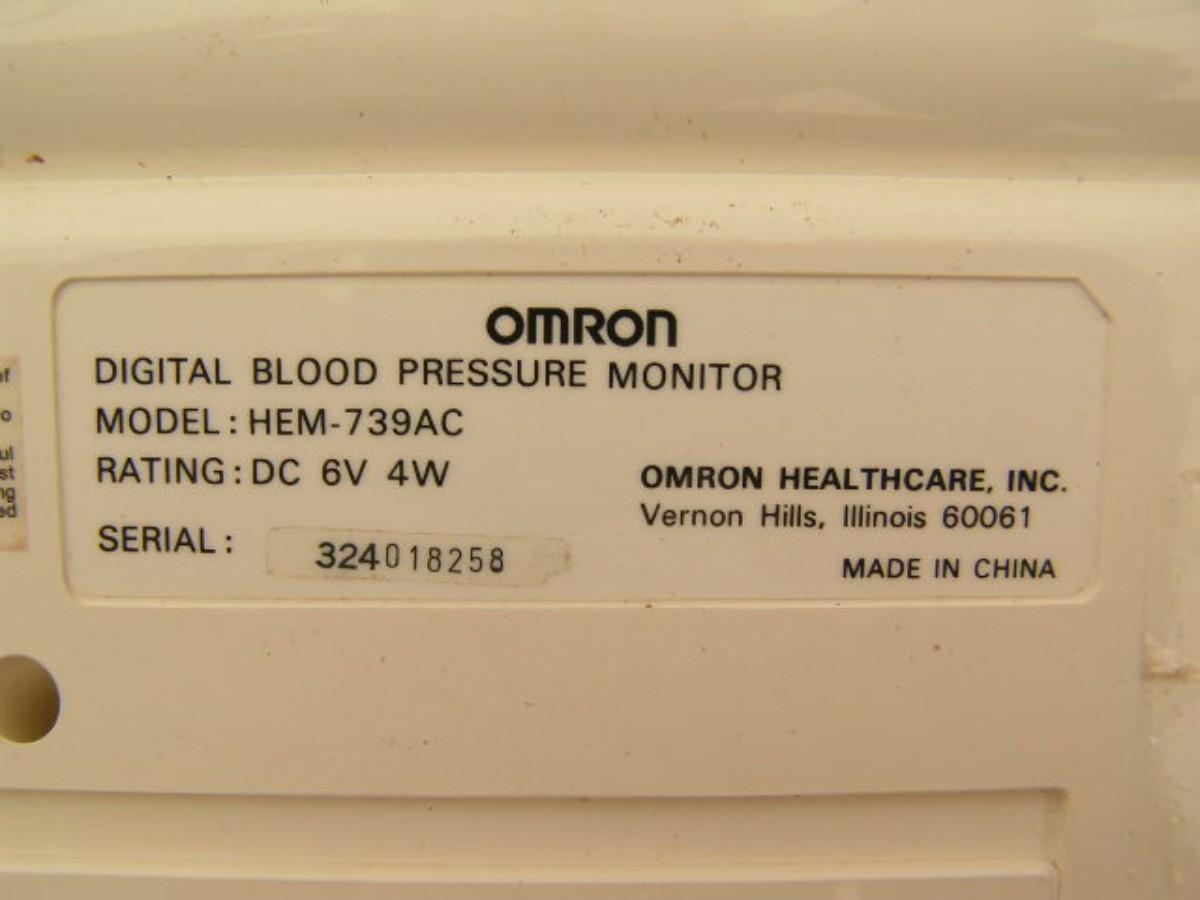 OMRON
DIGITAL BLOOD PRESSURE MONITOR
MODEL: HEM-739AC
RATING: DC 6V 4W
SERIAL: 324018258
OMRON HEALTHCARE, INC.
Vernon Hills, Illinois 60061
MADE IN CHINA